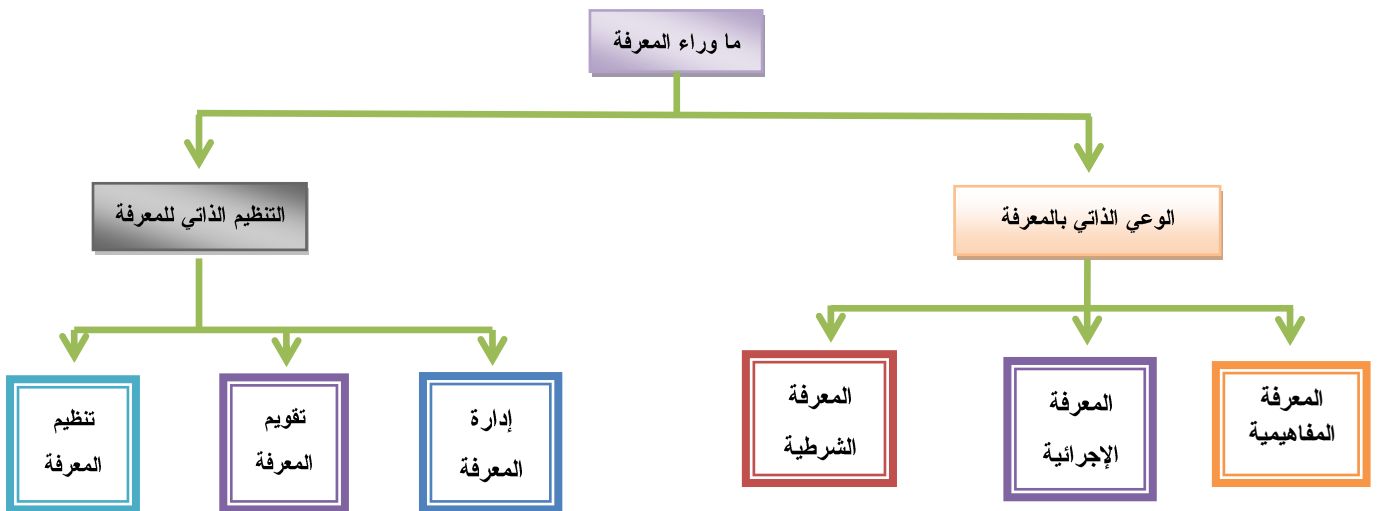 ما وراء المعرفة
الوعي الذاتي بالمعرفة
التنظيم الذاتي للمعرفة
المعرفة
المفاهيمية
المعرفة
الإجرائية
المعرفة
الشرطية
إدارة
المعرفة
تقويم
المعرفة
تنظيم
المعرفة